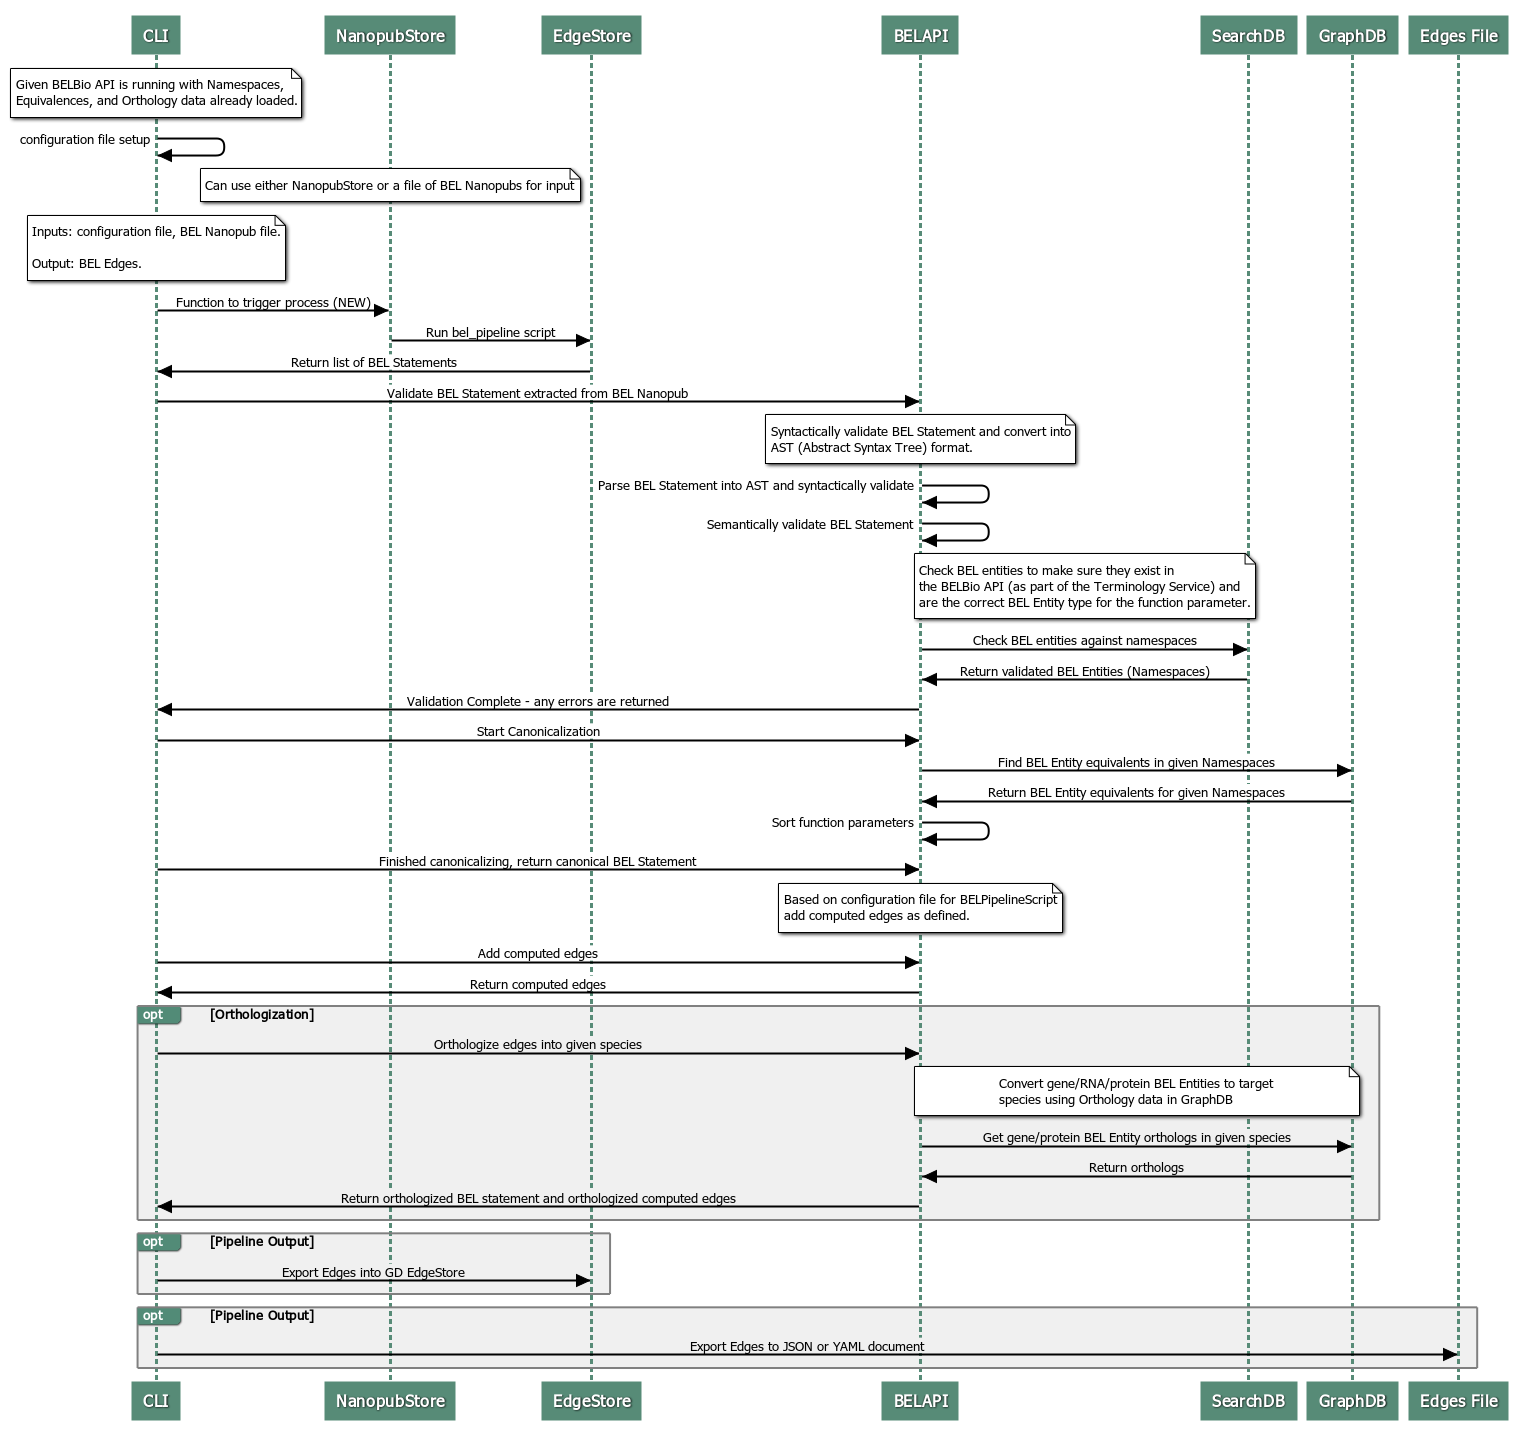 CLI
NanopubStore
EdgeStore
BELAPI
SearchDB
GraphDB
Edges File
Given BELBio API is running with Namespaces,
Equivalences, and Orthology data already loaded.
configuration file setup
Can use either NanopubStore or a file of BEL Nanopubs for input
Inputs: configuration file, BEL Nanopub file.
Output: BEL Edges.
Function to trigger process (NEW)
Run bel_pipeline script
Return list of BEL Statements
Validate BEL Statement extracted from BEL Nanopub
Syntactically validate BEL Statement and convert into
AST (Abstract Syntax Tree) format.
Parse BEL Statement into AST and syntactically validate
Semantically validate BEL Statement
Check BEL entities to make sure they exist in
the BELBio API (as part of the Terminology Service) and
are the correct BEL Entity type for the function parameter.
Check BEL entities against namespaces
Return validated BEL Entities (Namespaces)
Validation Complete - any errors are returned
Start Canonicalization
Find BEL Entity equivalents in given Namespaces
Return BEL Entity equivalents for given Namespaces
Sort function parameters
Finished canonicalizing, return canonical BEL Statement
Based on configuration file for BELPipelineScript
add computed edges as defined.
Add computed edges
Return computed edges
opt
[Orthologization]
Orthologize edges into given species
Convert gene/RNA/protein BEL Entities to target
species using Orthology data in GraphDB
Get gene/protein BEL Entity orthologs in given species
Return orthologs
Return orthologized BEL statement and orthologized computed edges
opt
[Pipeline Output]
Export Edges into GD EdgeStore
opt
[Pipeline Output]
Export Edges to JSON or YAML document
CLI
NanopubStore
EdgeStore
BELAPI
SearchDB
GraphDB
Edges File